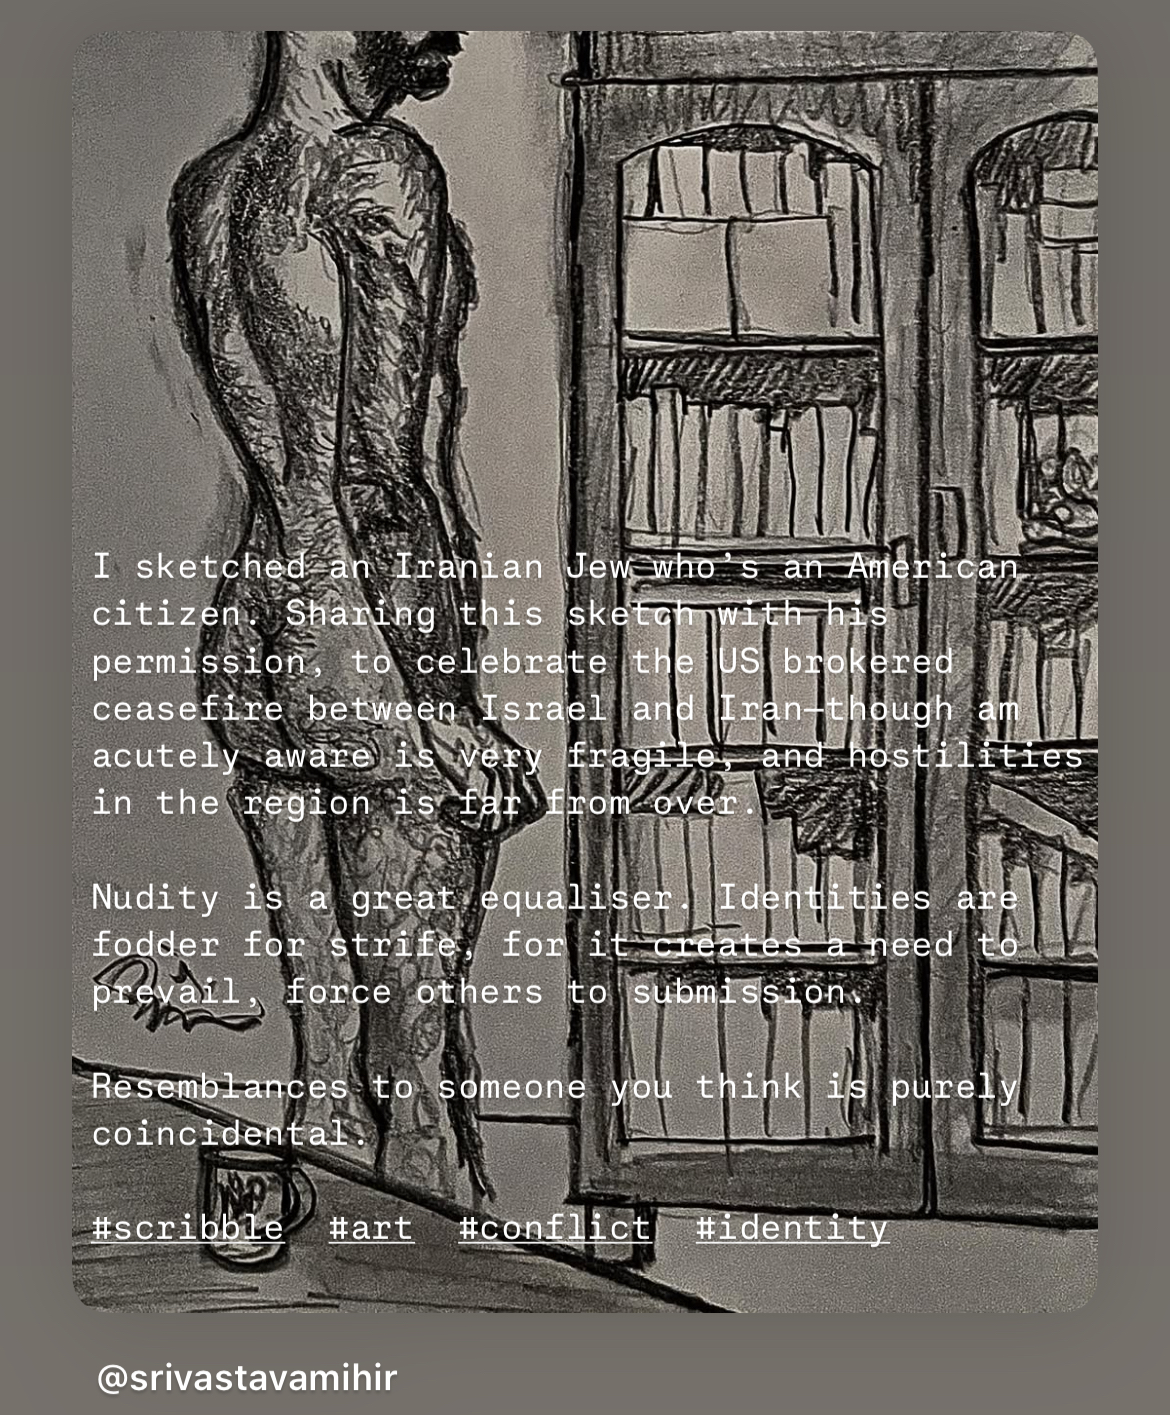 I sketched an Iranian Jew who's an American
citizen. Sharing this sketch with his
permission, to celebrate the US brokered
ceasefire between Israel and Iran—though am
acutely aware is very fragile, and hostilities
in the region is far from over.
Nudity is a great equaliser. Identities are
fodder for strife, for it creates a need to
prevail, force others to submission.
Resemblances to someone you think is purely
coincidental.
#scribble #art #conflict #identity
@srivastavamihir